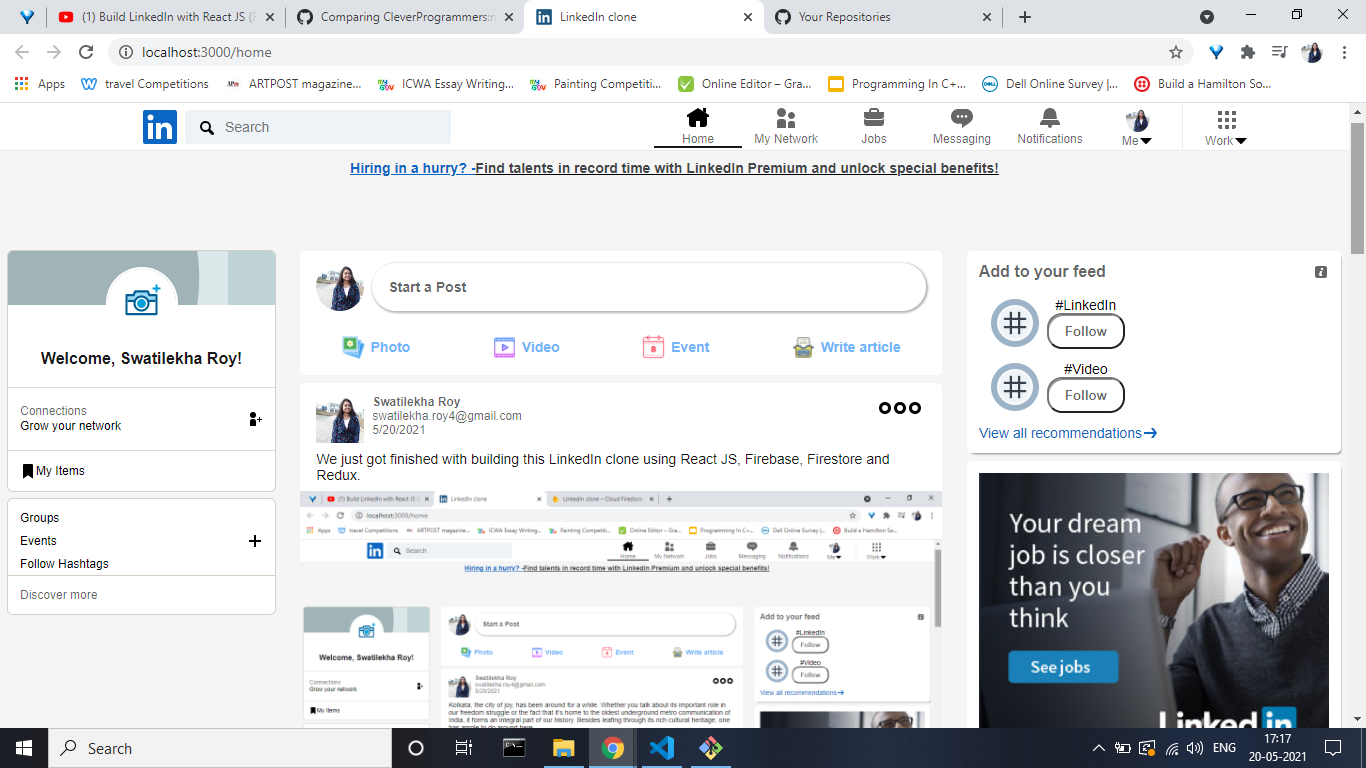 (1) Build LinkedIn with React JS (F
Comparing CleverProgrammers:m
LinkedIn clone
Your Repositories
localhost:3000/home
Apps
travel Competitions
ARTPOST magazine...
ICWA Essay Writing...
Painting Competiti...
Online Editor – Gra...
Programming In C+...
Dell Online Survey |...
Build a Hamilton So...
in
Search
Home
My Network
Jobs
Messaging
Notifications
Me
Work
Hiring in a hurry? -Find talents in record time with LinkedIn Premium and unlock special benefits!
Welcome, Swatilekha Roy!
Connections
Grow your network
My Items
Groups
Events
Follow Hashtags
Discover more
Start a Post
Photo
Video
8
Event
Write article
Swatilekha Roy
swatilekha.roy4@gmail.com
5/20/2021
We just got finished with building this LinkedIn clone using React JS, Firebase, Firestore and
Redux.
(1) Build LinkedIn with React JS
LinkedIn clone
LinkedIn clone – Cloud Firestore
localhost:3000/home
Apps
travel Competitions
ARTPOST magazine...
ICWA Essay Writing...
Painting Competiti...
Online Editor – Gra...
Programming In C+...
Dell Online Survey |...
Build a Hamilton So...
in
Search
Home
My Network
Jobs
Messaging
Notifications
Me
Work
Hiring in a hurry? -Find talents in record time with LinkedIn Premium and unlock special benefits!
Welcome, Swatilekha Roy!
Connections
Grow your network
My Items
Start a Post
Photo
Video
Event
Write article
Swatilekha Roy
swatilekha.roy4@gmail.com
5/20/2021
Kolkata, the city of joy, has been around for a while. Whether you talk about its important role in
our freedom struggle or the fact that it's home to the oldest underground metro communication of
India, it forms an integral part of our history. Besides leafing through its rich cultural heritage, one
Add to your feed
#LinkedIn
Follow
#Video
Follow
View all recommendations
Add to your feed
#LinkedIn
Follow
#Video
Follow
View all recommendations
Your dream
job is closer
than you
think
See jobs
Linked in
Search
ENG
17:17
20-05-2021